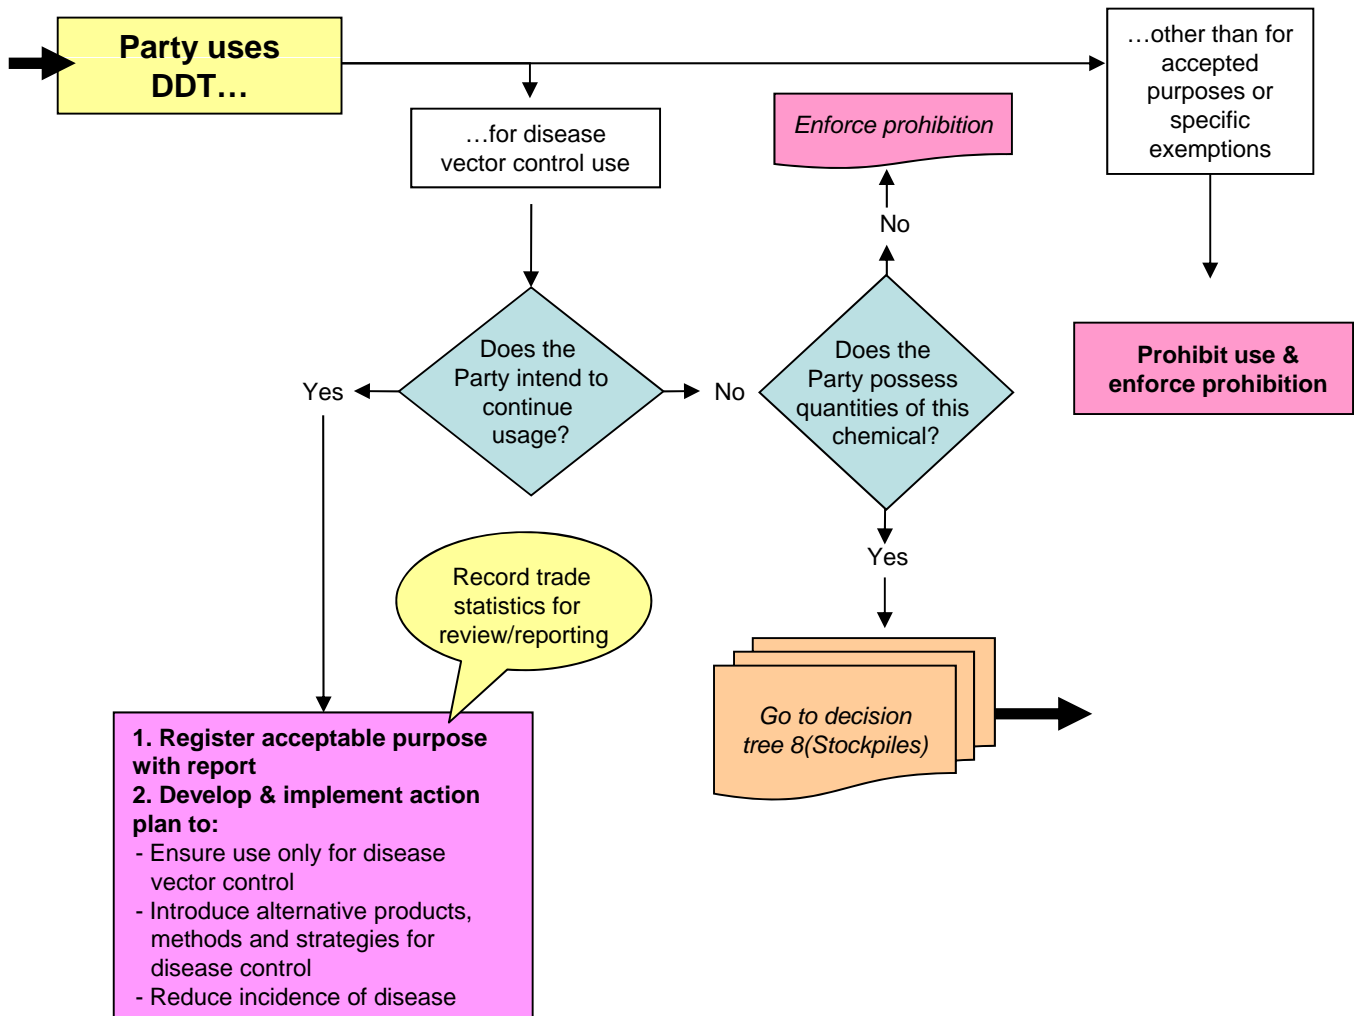 Party uses
DDT…
…for disease
vector control use
Enforce prohibition
…other than for
accepted
purposes or
specific
exemptions
No
Does the
Party intend to
continue
usage?
Yes
No
Does the
Party possess
quantities of this
chemical?
Prohibit use &
enforce prohibition
Yes
Record trade
statistics for
review/reporting
Go to decision
tree 8(Stockpiles)
1. Register acceptable purpose
with report
2. Develop & implement action
plan to:
- Ensure use only for disease
vector control
- Introduce alternative products,
methods and strategies for
disease control
- Reduce incidence of disease